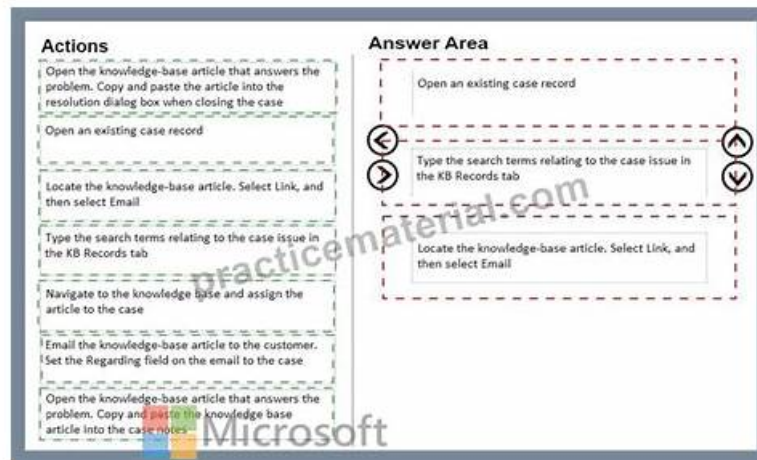 Actions
Open the knowledge-base article that answers the
problem. Copy and paste the article into the
resolution dialog box when closing the case
Open an existing case record
Locate the knowledge-base article. Select Link, and
then select Email
Type the search terms relating to the case issue in
the KB Records tab
Navigate to the knowledge base and assign the
article to the case
Email the knowledge-base article to the customer.
Set the Regarding field on the email to the case
Open the knowledge-base article that answers the
problem. Copy and paste the knowledge base
article into the case notes
Answer Area
Open an existing case record
Type the search terms relating to the case issue in
the KB Records tab
Locate the knowledge-base article. Select Link, and
then select Email
practicematerial.com
Microsoft